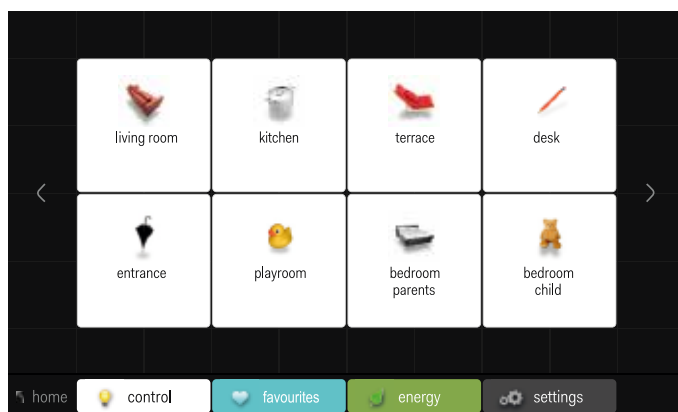 living room
kitchen
terrace
desk
entrance
playroom
bedroom
parents
bedroom
child
home
control
favourites
energy
settings